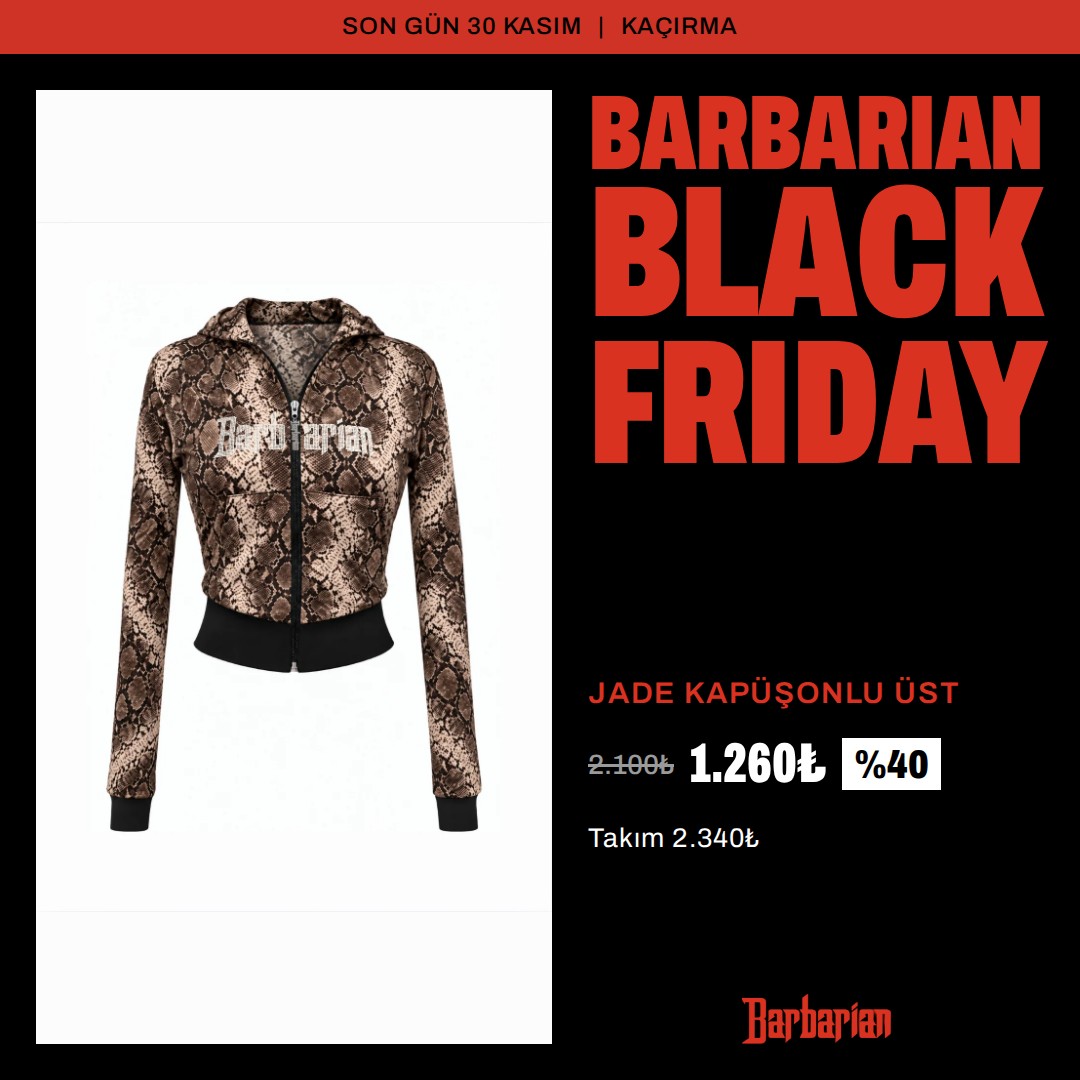 SON GÜN 30 KASIM | KAÇIRMA
BARBARIAN
BLACK
FRIDAY
Barbarian
JADE KAPÜŞONLU ÜST
2.100₺ 1.260₺ %40
Takım 2.340₺
Barbarian